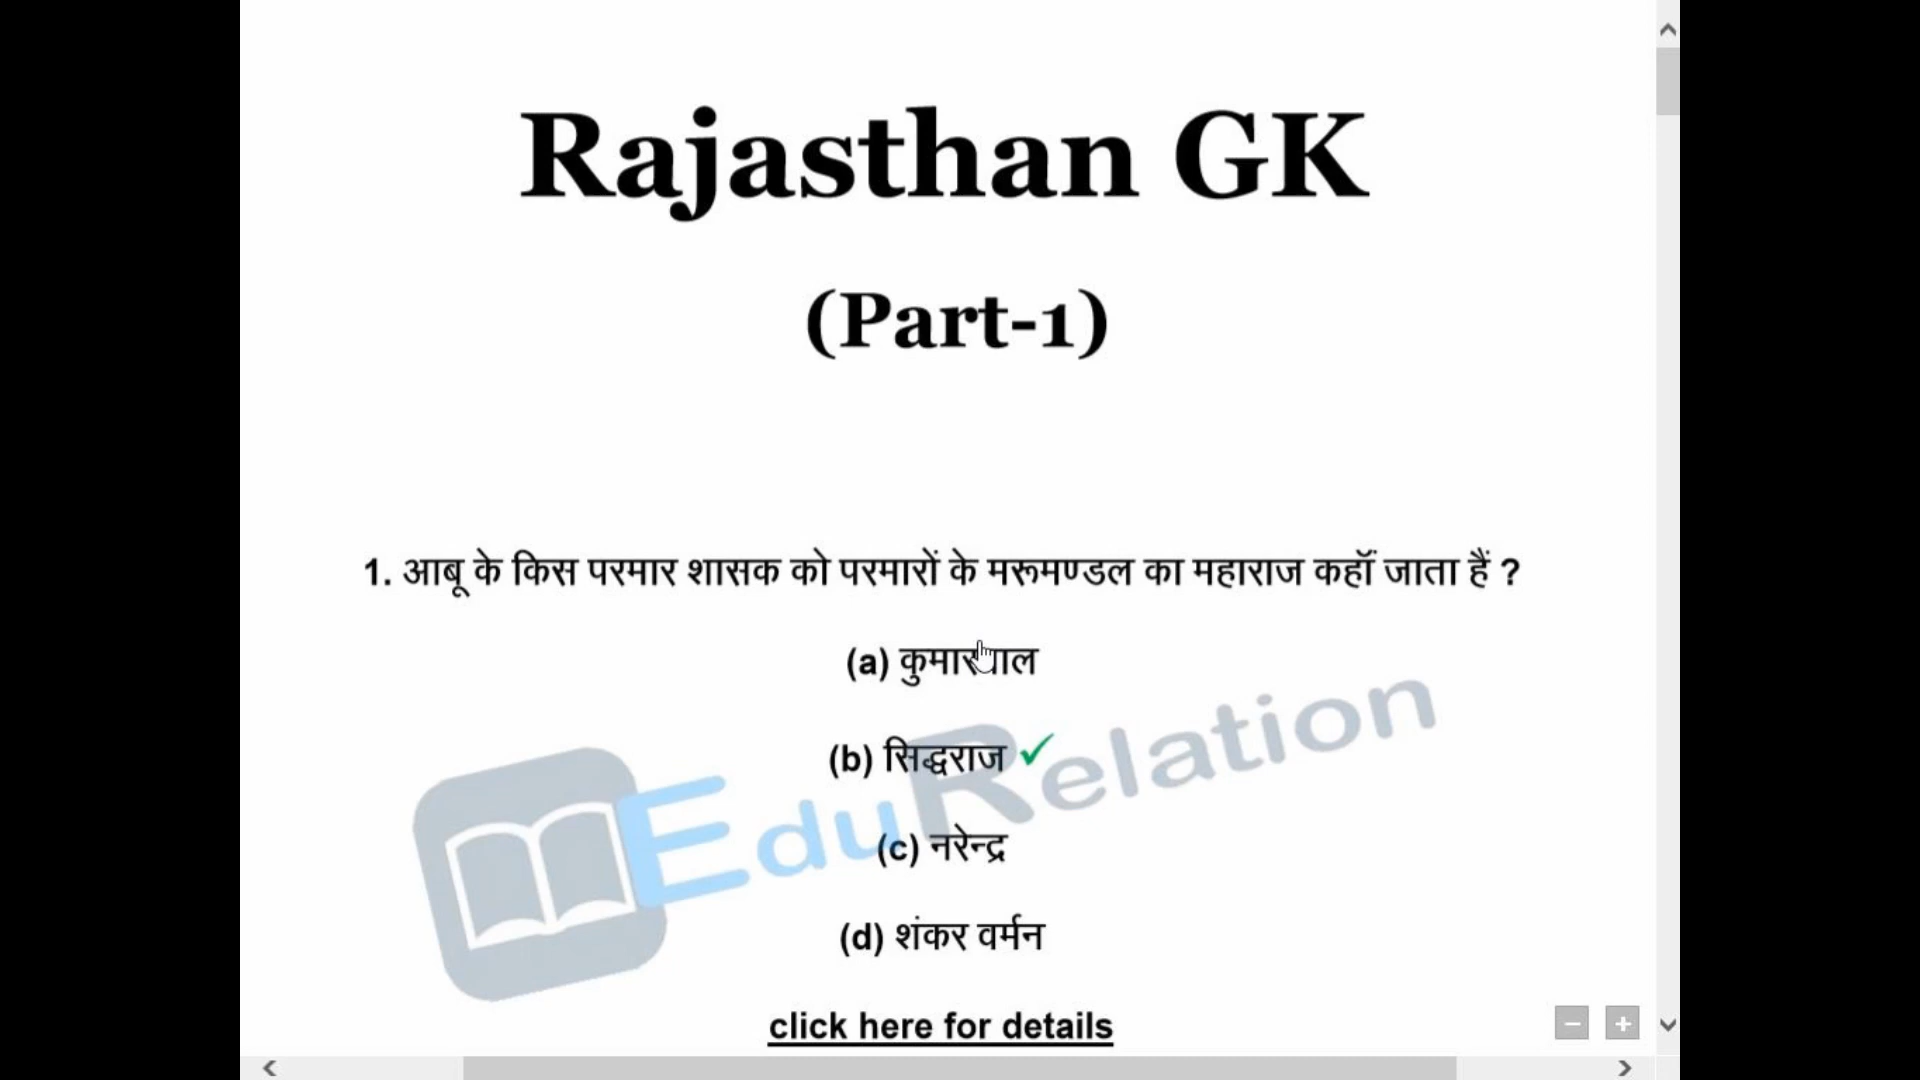 Rajasthan GK
(Part-1)
1. आबू के किस परमार शासक को परमारों के मरूमण्डल का महाराज कहाँ जाता हैं ?
(a) कुमारपाल
(b) सिद्धराज ✓
(c) नरेन्द्र
(d) शंकर वर्मन
EduRelation
click here for details